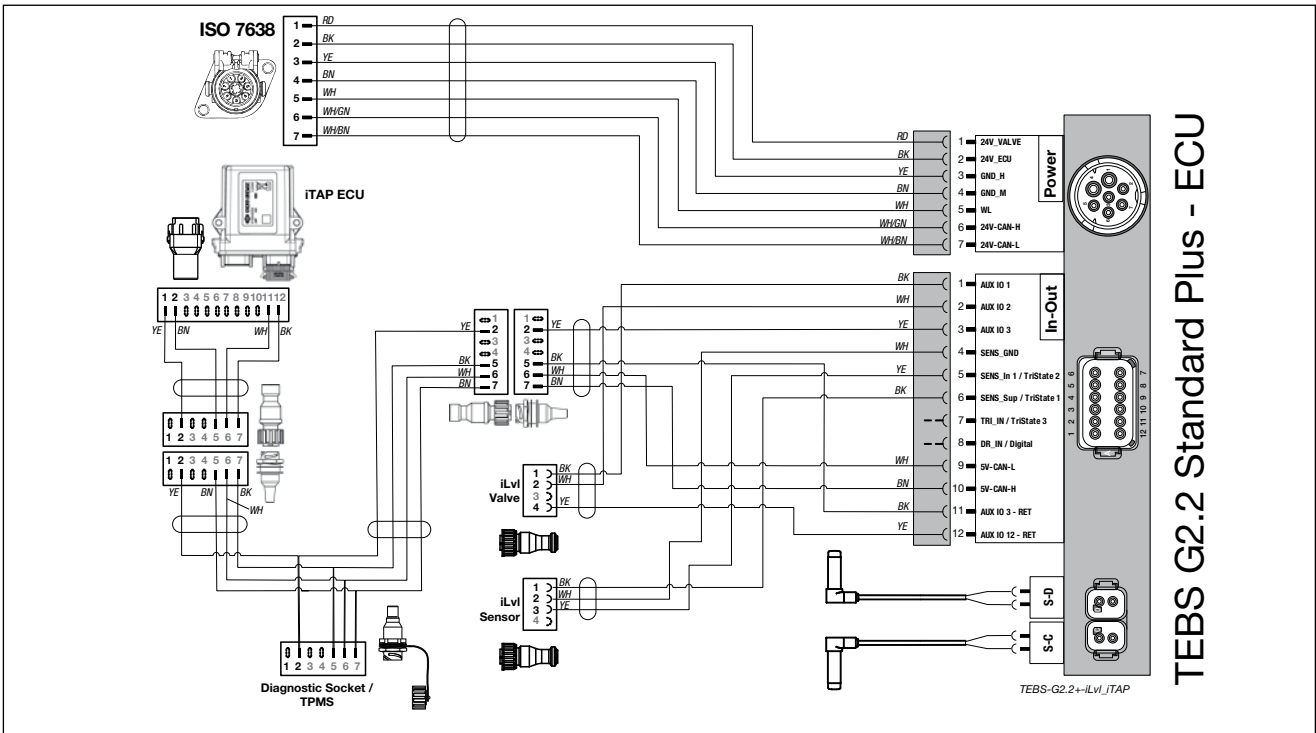 ISO 7638
1 RD
2 BK
3 YE
4 BN
5 WH
6 WH/GN
7 WH/BN
iTAP ECU
1 2 3 4 5 6 7 8 9 10 11 12
YE BN WH BK
1 2 3 4 5 6 7
1 2 3 4 5 6 7
YE BN BK
WH
1 2 3 4 5 6 7
Diagnostic Socket /
TPMS
1
YE 2
3
4
BK 5
WH 6
BN 7
1
2 YE
3
4
5 BK
6 WH
7 BN
iLvl
Valve
1 BK
2 WH
3
4 YE
iLvl
Sensor
1 BK
2 WH
3 YE
4
RD 1 24V_VALVE
BK 2 24V_ECU
YE 3 GND_H
BN 4 GND_M
WH 5 WL
WH/GN 6 24V-CAN-H
WH/BN 7 24V-CAN-L
Power
BK 1 AUX IO 1
WH 2 AUX IO 2
YE 3 AUX IO 3
WH 4 SENS_GND
YE 5 SENS_In 1 / TriState 2
BK 6 SENS_Sup / TriState 1
7 TRI_IN / TriState 3
8 DR_IN / Digital
WH 9 5V-CAN-L
BN 10 5V-CAN-H
BK 11 AUX IO 3 - RET
YE 12 AUX IO 12 - RET
In-Out
1 2 3 4 5 6
12 11 10 9 8 7
S-D
S-C
TEBS-G2.2+-iLvl_iTAP
TEBS G2.2 Standard Plus - ECU